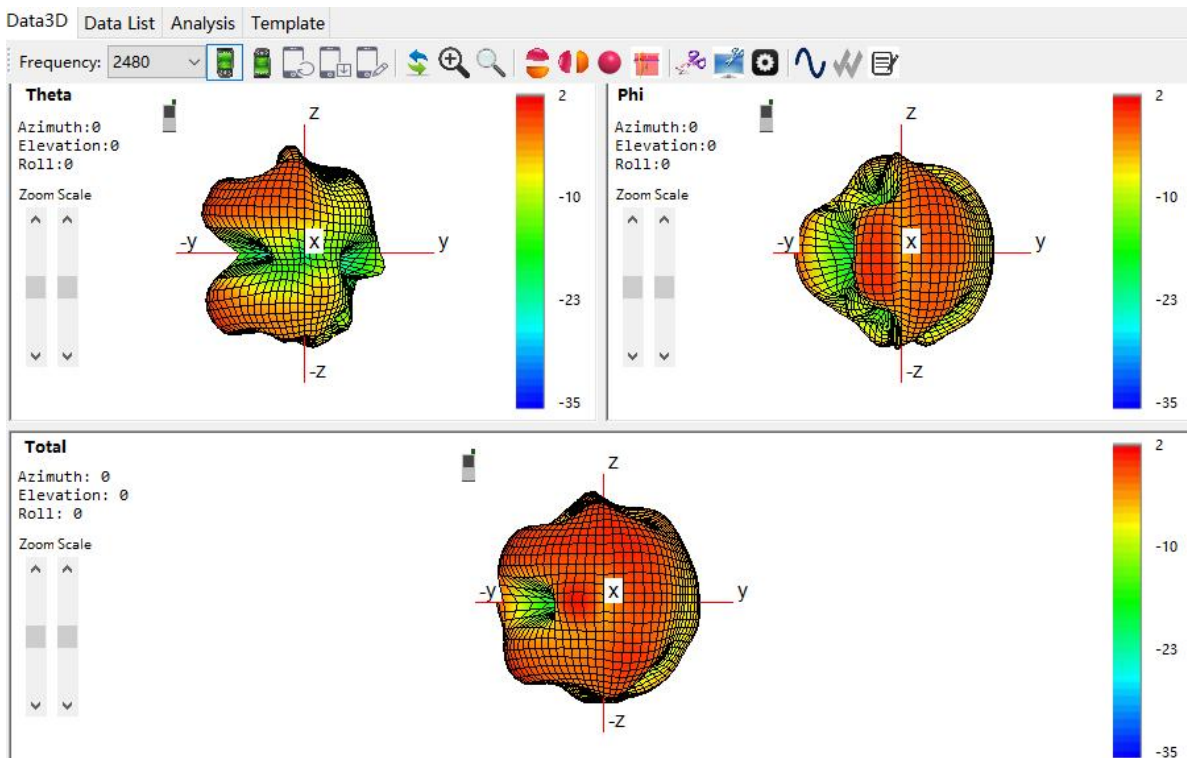 Data3D Data List Analysis Template
Frequency: 2480
Theta
Azimuth:0
Elevation:0
Roll:0
Zoom Scale
z
-y x y
-z
2
-10
-23
-35
Phi
Azimuth:0
Elevation:0
Roll:0
Zoom Scale
z
-y x y
-z
2
-10
-23
-35
Total
Azimuth: 0
Elevation: 0
Roll: 0
Zoom Scale
z
-y x y
-z
2
-10
-23
-35